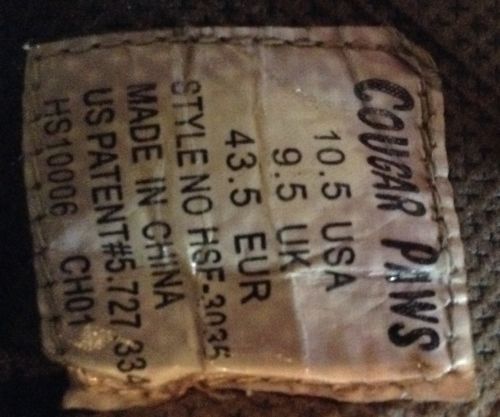 COUGAR PAWS
10.5 USA
9.5 UK
43.5 EUR
STYLE NO HSF-3035
MADE IN CHINA
US PATENT#5.727.334
HS10006 CH01